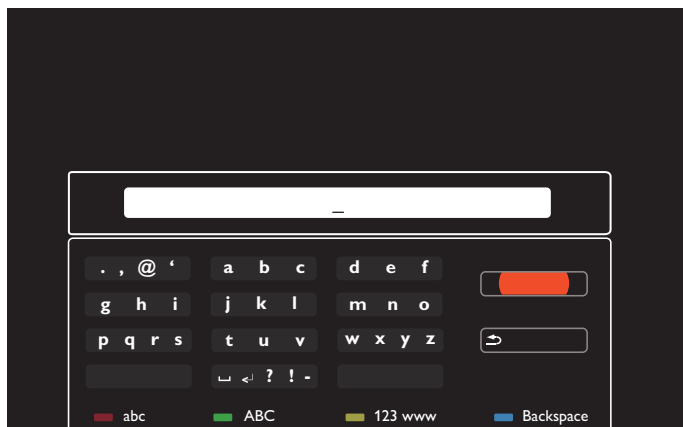 _
. , @ ‘ a b c d e f
g h i j k l m n o
p q r s t u v w x y z
␣ ↵ ? ! -
abc ABC 123 www Backspace